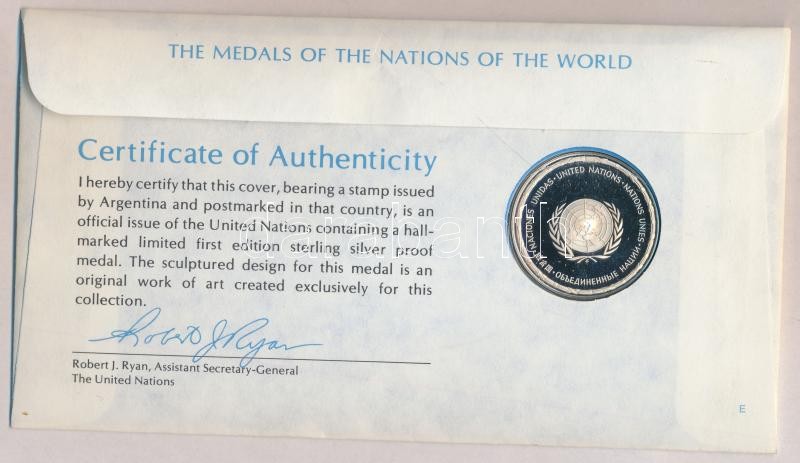 THE MEDALS OF THE NATIONS OF THE WORLD
Certificate of Authenticity
I hereby certify that this cover, bearing a stamp issued
by Argentina and postmarked in that country, is an
official issue of the United Nations containing a hall-
marked limited first edition sterling silver proof
medal. The sculptured design for this medal is an
original work of art created exclusively for this
collection.
Robert J. Ryan
Robert J. Ryan, Assistant Secretary-General
The United Nations
NACIONES UNIDAS · UNITED NATIONS · NATIONS UNIES · ОБЪЕДИНЕННЫЕ НАЦИИ ·
E